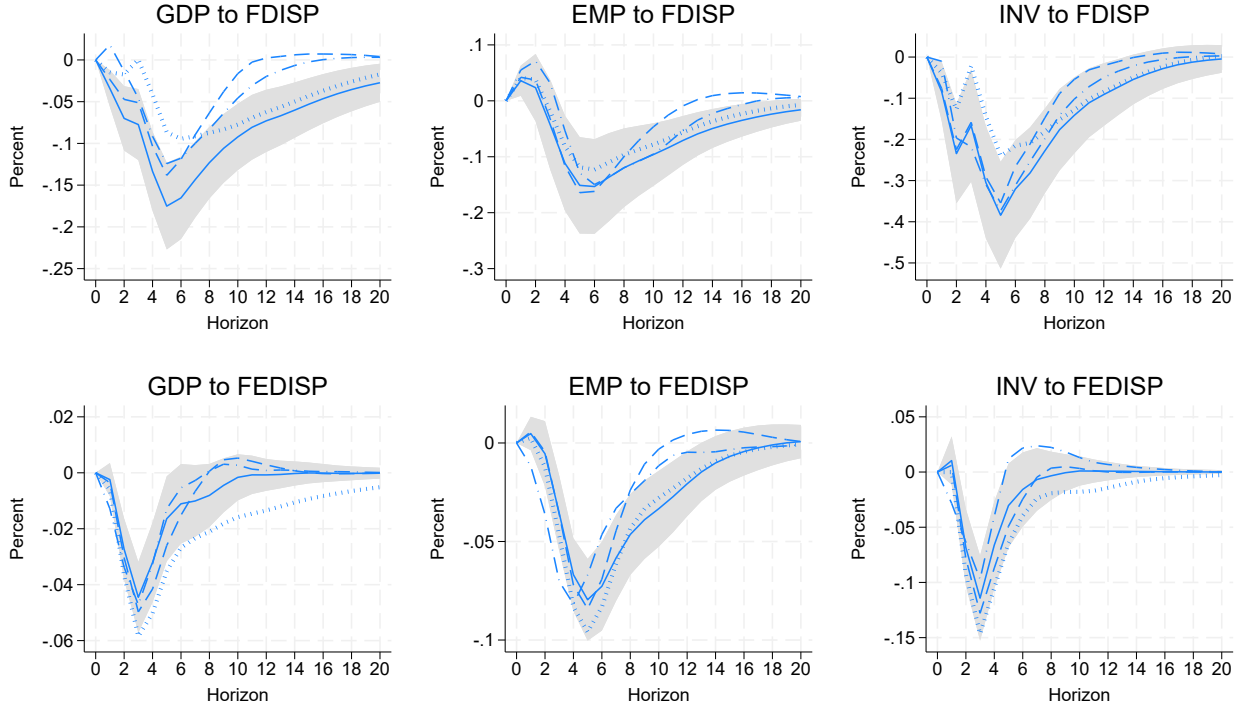 GDP to FDISP
0
-.05
-.1
-.15
-.2
-.25
Percent
0 2 4 6 8 10 12 14 16 18 20
Horizon
EMP to FDISP
.1
0
-.1
-.2
-.3
Percent
0 2 4 6 8 10 12 14 16 18 20
Horizon
INV to FDISP
0
-.1
-.2
-.3
-.4
-.5
Percent
0 2 4 6 8 10 12 14 16 18 20
Horizon
GDP to FEDISP
.02
0
-.02
-.04
-.06
Percent
0 2 4 6 8 10 12 14 16 18 20
Horizon
EMP to FEDISP
0
-.05
-.1
Percent
0 2 4 6 8 10 12 14 16 18 20
Horizon
INV to FEDISP
.05
0
-.05
-.1
-.15
Percent
0 2 4 6 8 10 12 14 16 18 20
Horizon